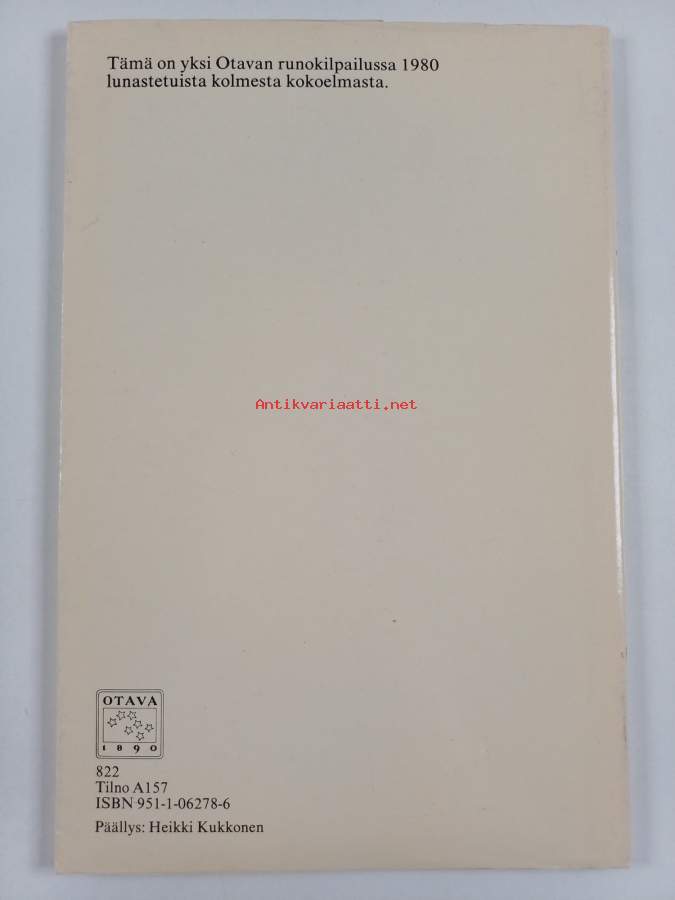 Tämä on yksi Otavan runokilpailussa 1980
lunastetuista kolmesta kokoelmasta.
Antikvariaatti.net
OTAVA
1890
822
Tilno A157
ISBN 951-1-06278-6
Päällys: Heikki Kukkonen